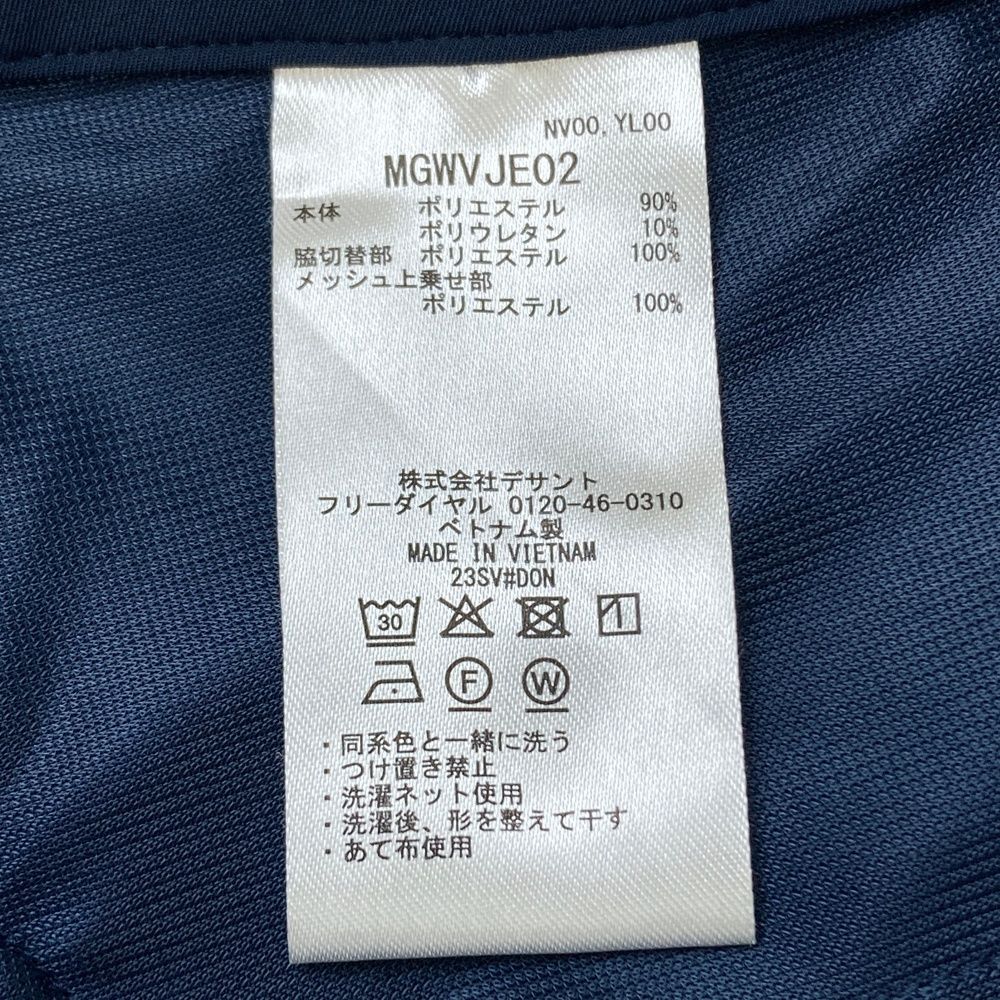 NV00, YL00
MGWVJE02
本体 ポリエステル 90%
ポリウレタン 10%
脇切替部 ポリエステル 100%
メッシュ上乗せ部
ポリエステル 100%
株式会社デサント
フリーダイヤル 0120-46-0310
ベトナム製
MADE IN VIETNAM
23SV#DON
30
F W
・同系色と一緒に洗う
・つけ置き禁止
・洗濯ネット使用
・洗濯後、形を整えて干す
・あて布使用